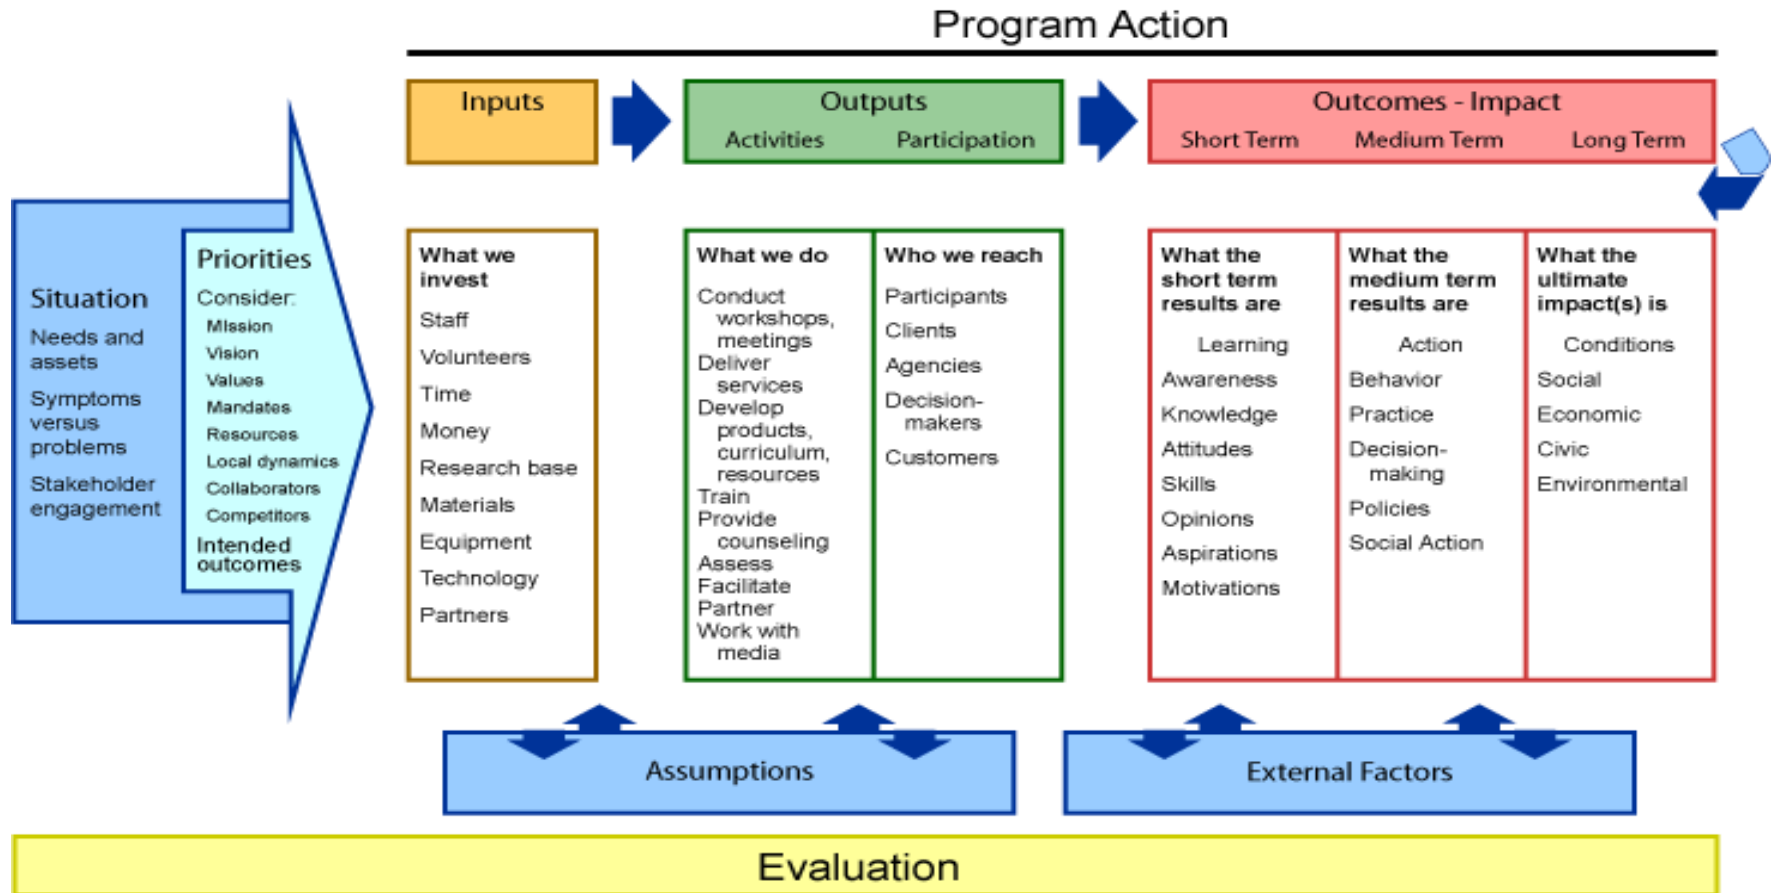 Program Action
Inputs
Outputs
Activities Participation
Outcomes - Impact
Short Term Medium Term Long Term
Situation
Needs and
assets
Symptoms
versus
problems
Stakeholder
engagement
Priorities
Consider:
MIssion
Vision
Values
Mandates
Resources
Local dynamics
Collaborators
Competitors
Intended
outcomes
What we
invest
Staff
Volunteers
Time
Money
Research base
Materials
Equipment
Technology
Partners
What we do
Conduct
workshops,
meetings
Deliver
services
Develop
products,
curriculum,
resources
Train
Provide
counseling
Assess
Facilitate
Partner
Work with
media
Who we reach
Participants
Clients
Agencies
Decision-
makers
Customers
What the
short term
results are
Learning
Awareness
Knowledge
Attitudes
Skills
Opinions
Aspirations
Motivations
What the
medium term
results are
Action
Behavior
Practice
Decision-
making
Policies
Social Action
What the
ultimate
impact(s) is
Conditions
Social
Economic
Civic
Environmental
Assumptions
External Factors
Evaluation